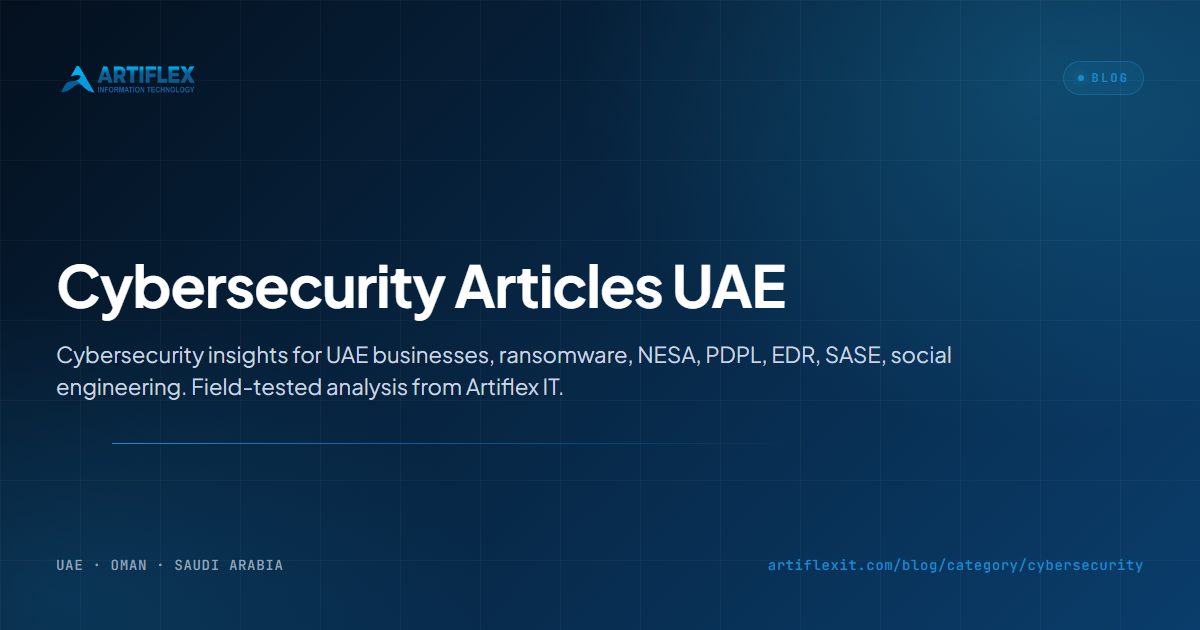 ARTIFLEX
INFORMATION TECHNOLOGY
BLOG
Cybersecurity Articles UAE
Cybersecurity insights for UAE businesses, ransomware, NESA, PDPL, EDR, SASE, social
engineering. Field-tested analysis from Artiflex IT.
UAE · OMAN · SAUDI ARABIA
artiflexit.com/blog/category/cybersecurity